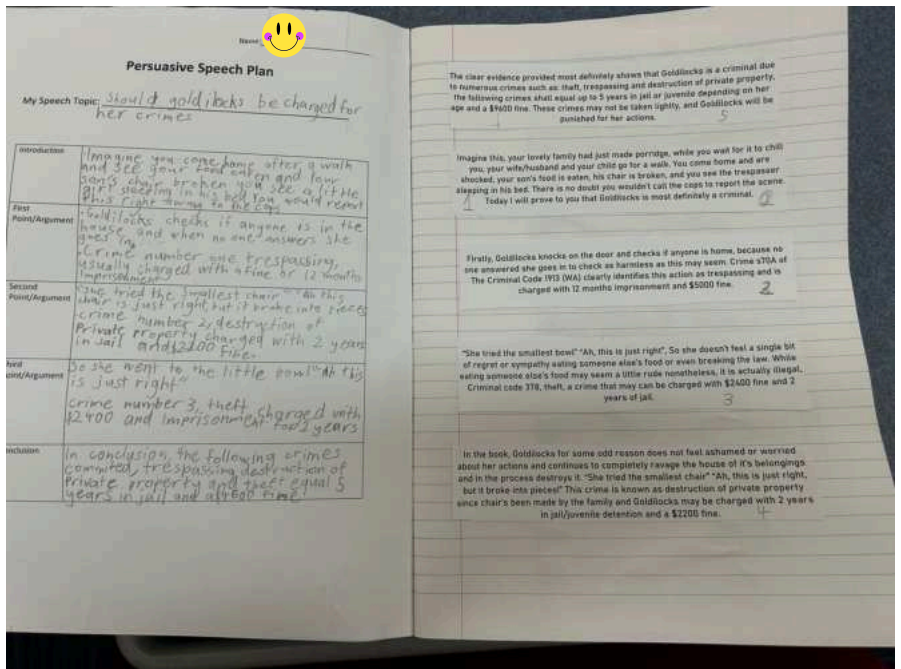 Name:
Persuasive Speech Plan
My Speech Topic: Should goldilocks be charged for
her crimes
Introduction
"Imagine you come home after a walk
and see your food eaten and your
son's chair broken you see a little
girl sleeping in his bed. You would report
this right away to the cops
First
Point/Argument
-Goldilocks checks if anyone is in the
house and when no one answers she
goes in.
-Crime number one trespassing,
usually charged with a fine or 12 months
imprisonment
Second
Point/Argument
"She tried the smallest chair" "Ah this
chair is just right, but it brake into pieces
crime number 2, destruction of
Private property charged with 2 years
in jail and $2200 fine.
Third
Point/Argument
So she went to the little bowl "Ah this
is just right"
crime number 3, theft charged with
$2400 and imprisonment for 2 years
Conclusion
In conclusion, the following crimes
commited, trespassing, destruction of
Private property and theft equal 5
years in jail and a $9600 fine!
The clear evidence provided most definitely shows that Goldilocks is a criminal due
to numerous crimes such as: theft, trespassing and destruction of private property,
the following crimes shall equal up to 5 years in jail or juvenile depending on her
age and a $9600 fine. These crimes may not be taken lightly, and Goldilocks will be
punished for her actions.
5
Imagine this, your lovely family had just made porridge, while you wait for it to chill
you, your wife/husband and your child go for a walk. You come home and are
shocked, your son's food is eaten, his chair is broken, and you see the trespasser
sleeping in his bed. There is no doubt you wouldn't call the cops to report the scene.
Today I will prove to you that Goldilocks is most definitely a criminal.
1
Firstly, Goldilocks knocks on the door and checks if anyone is home, because no
one answered she goes in to check as harmless as this may seem. Crime s70A of
The Criminal Code 1913 (WA) clearly identifies this action as trespassing and is
charged with 12 months imprisonment and $5000 fine.
2
"She tried the smallest bowl" "Ah, this is just right", So she doesn't feel a single bit
of regret or sympathy eating someone else's food or even breaking the law. While
eating someone else's food may seem a little rude nonetheless, it is actually illegal,
Criminal code 378, theft, a crime that may can be charged with $2400 fine and 2
years of jail.
3
In the book, Goldilocks for some odd reason does not feel ashamed or worried
about her actions and continues to completely ravage the house of it's belongings
and in the process destroys it. "She tried the smallest chair" "Ah, this is just right,
but it broke into pieces!" This crime is known as destruction of private property
since chair's been made by the family and Goldilocks may be charged with 2 years
in jail/juvenile detention and a $2200 fine.
4